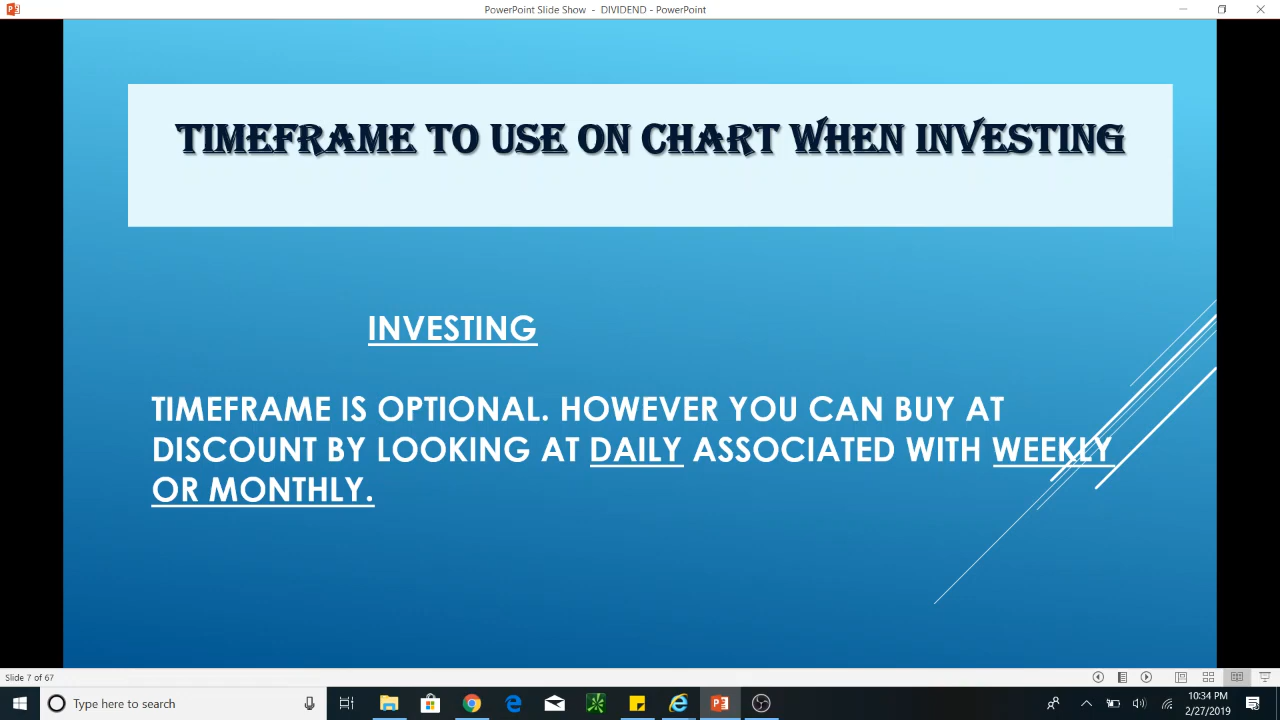 PowerPoint Slide Show - DIVIDEND - PowerPoint
TIMEFRAME TO USE ON CHART WHEN INVESTING
INVESTING
TIMEFRAME IS OPTIONAL. HOWEVER YOU CAN BUY AT
DISCOUNT BY LOOKING AT DAILY ASSOCIATED WITH WEEKLY
OR MONTHLY.
Slide 7 of 67
Type here to search
10:34 PM
2/27/2019